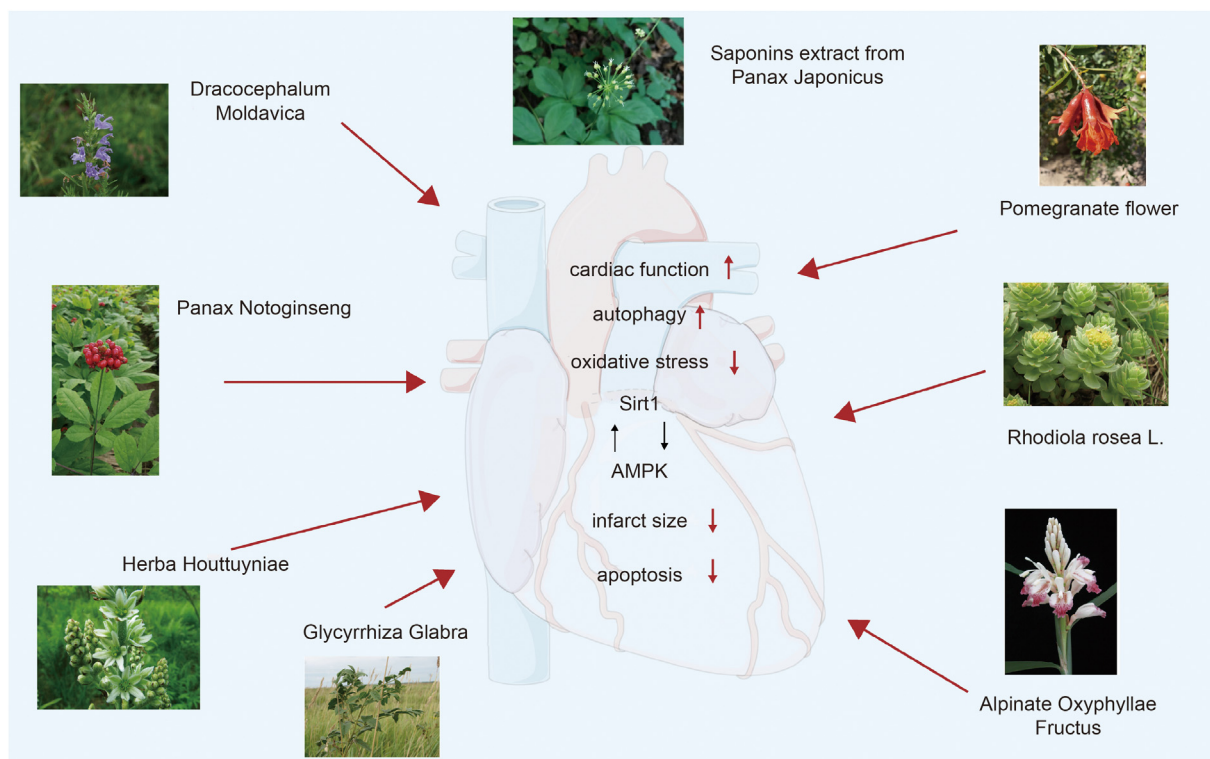 Saponins extract from
Panax Japonicus
Dracocephalum
Moldavica
Pomegranate flower
cardiac function
Panax Notoginseng
autophagy
oxidative stress
Sirt1
Rhodiola rosea L.
AMPK
infarct size
Herba Houttuyniae
apoptosis
Glycyrrhiza Glabra
Alpinate Oxyphyllae
Fructus